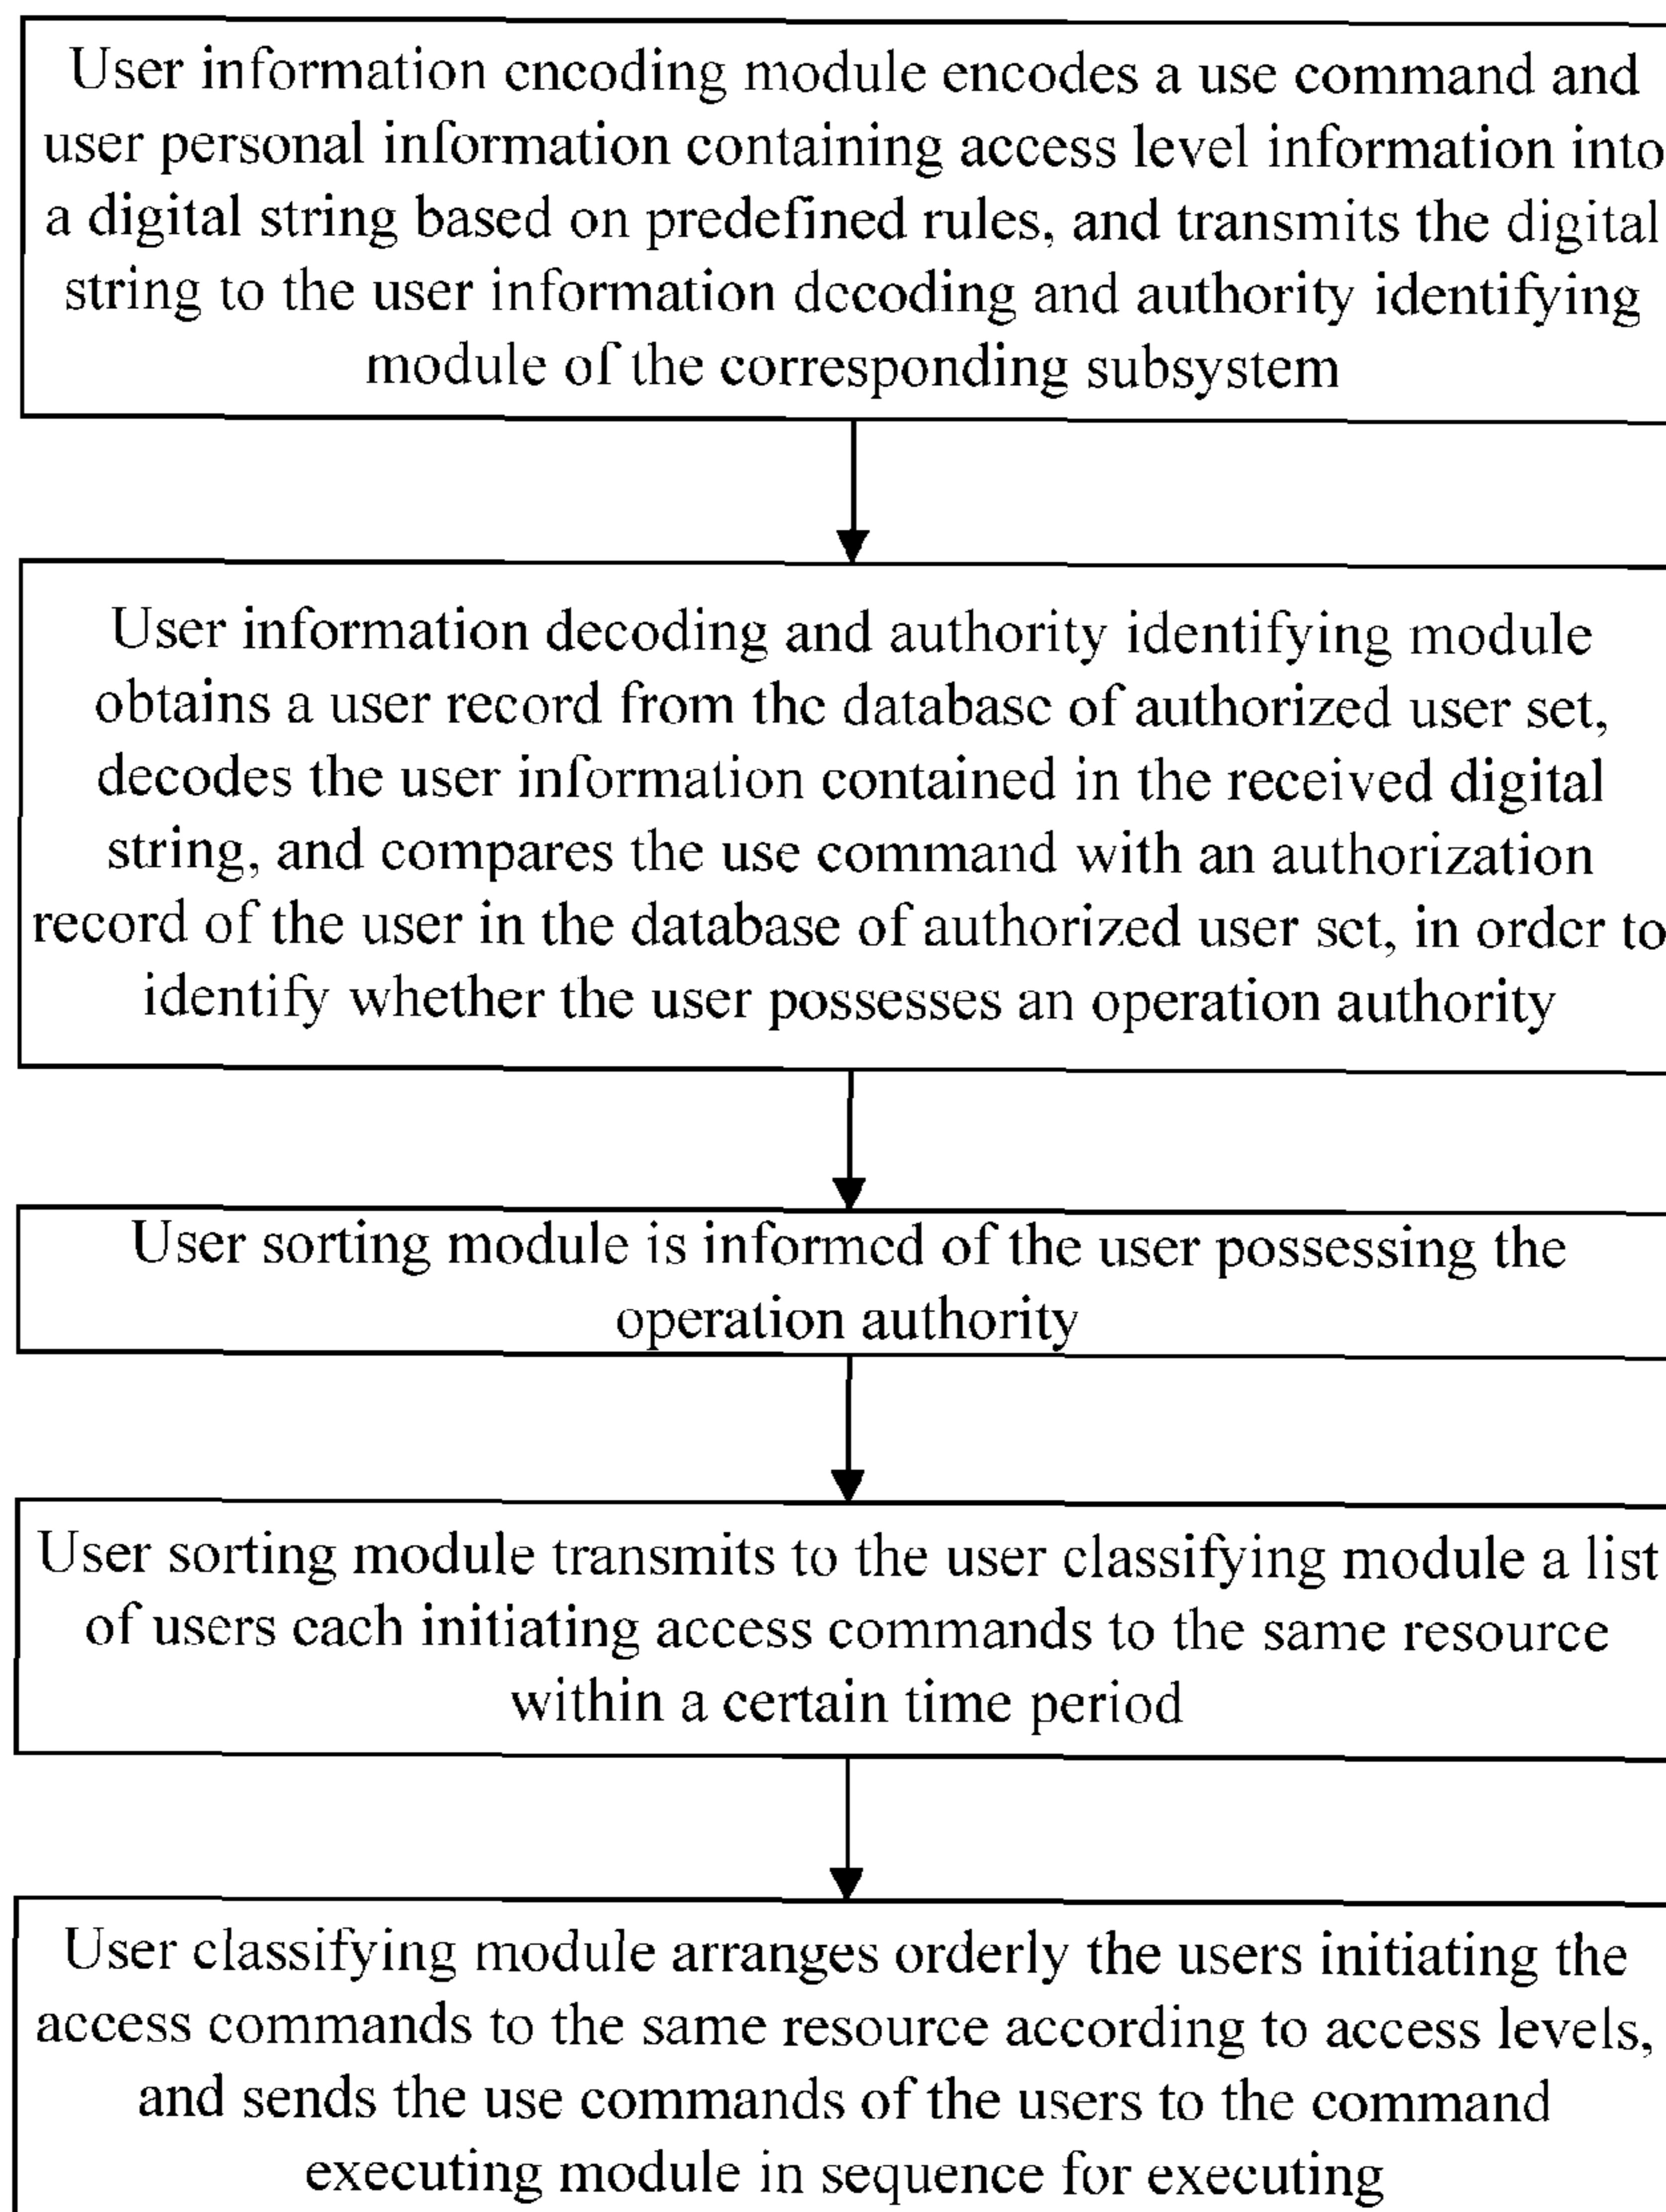 User information encoding module encodes a use command and
user personal information containing access level information into
a digital string based on predefined rules, and transmits the digital
string to the user information decoding and authority identifying
module of the corresponding subsystem
User information decoding and authority identifying module
obtains a user record from the database of authorized user set,
decodes the user information contained in the received digital
string, and compares the use command with an authorization
record of the user in the database of authorized user set, in order to
identify whether the user possesses an operation authority
User sorting module is informed of the user possessing the
operation authority
User sorting module transmits to the user classifying module a list
of users each initiating access commands to the same resource
within a certain time period
User classifying module arranges orderly the users initiating the
access commands to the same resource according to access levels,
and sends the use commands of the users to the command
executing module in sequence for executing